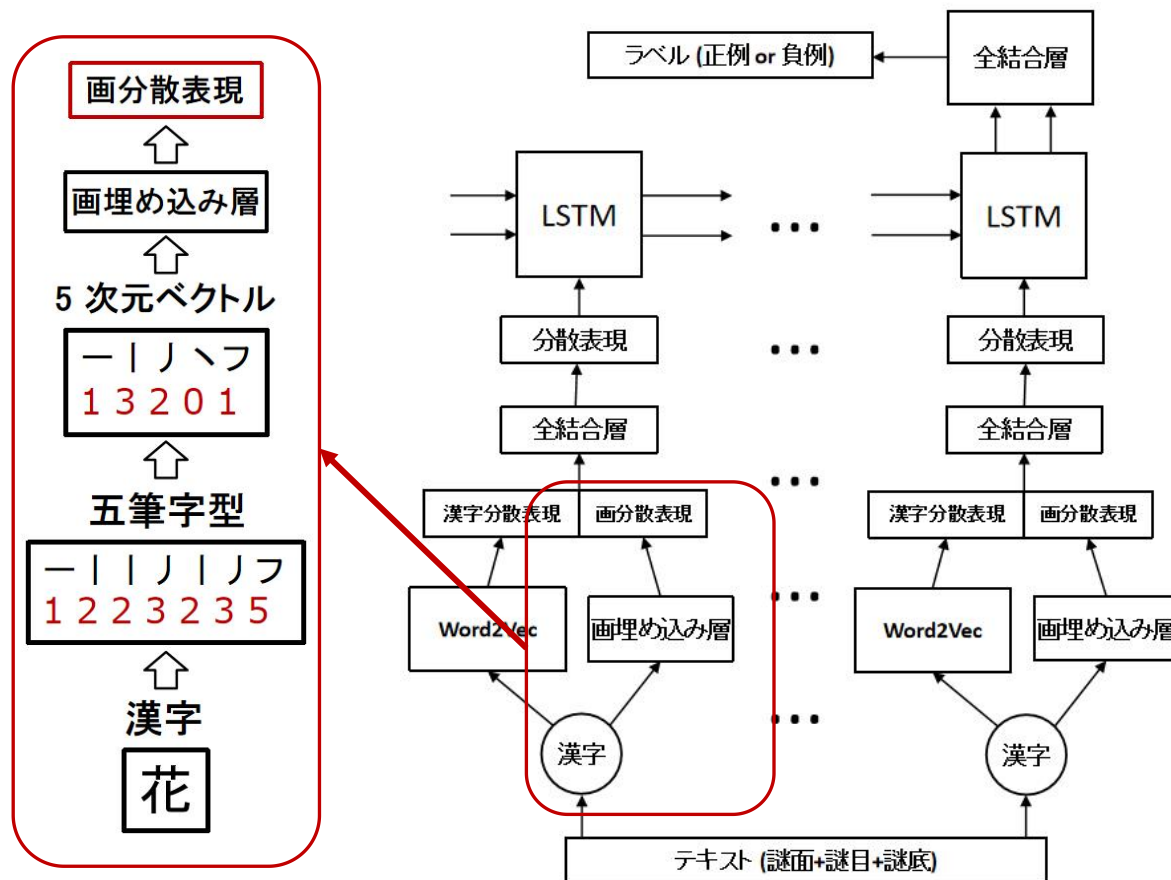 画分散表現
画埋め込み層
5 次元ベクトル
一丨丿丶フ
1 3 2 0 1
五筆字型
一丨丨丿丨丿フ
1 2 2 3 2 3 5
漢字
花
ラベル (正例 or 負例)
全結合層
LSTM
...
LSTM
分散表現
...
分散表現
全結合層
全結合層
...
漢字分散表現
画分散表現
漢字分散表現
画分散表現
Word2Vec
画埋め込み層
...
Word2Vec
画埋め込み層
漢字
...
漢字
テキスト (謎面+謎目+謎底)